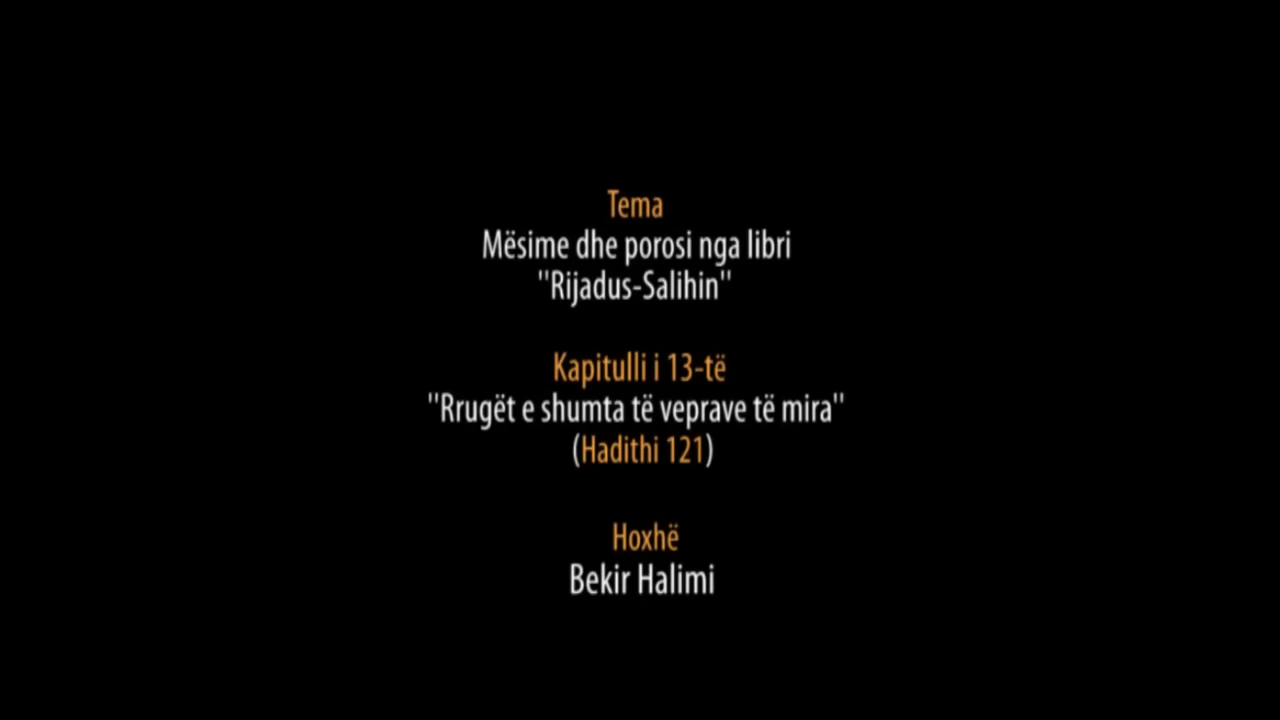 Tema
Mësime dhe porosi nga libri
"Rijadus-Salihin"
Kapitulli i 13-të
"Rrugët e shumta të veprave të mira"
(Hadithi 121)
Hoxhë
Bekir Halimi